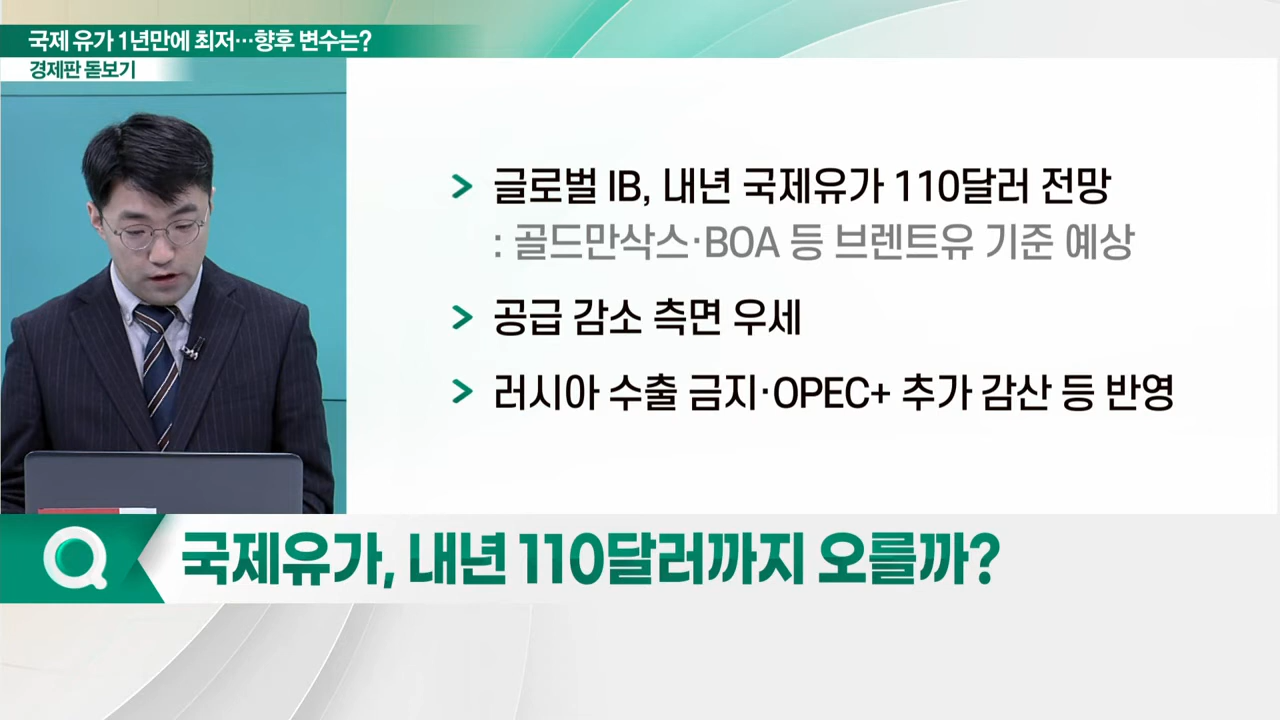 국제 유가 1년만에 최저…향후 변수는?
경제판 돋보기
> 글로벌 IB, 내년 국제유가 110달러 전망
: 골드만삭스·BOA 등 브렌트유 기준 예상
> 공급 감소 측면 우세
> 러시아 수출 금지·OPEC+ 추가 감산 등 반영
Q 국제유가, 내년 110달러까지 오를까?